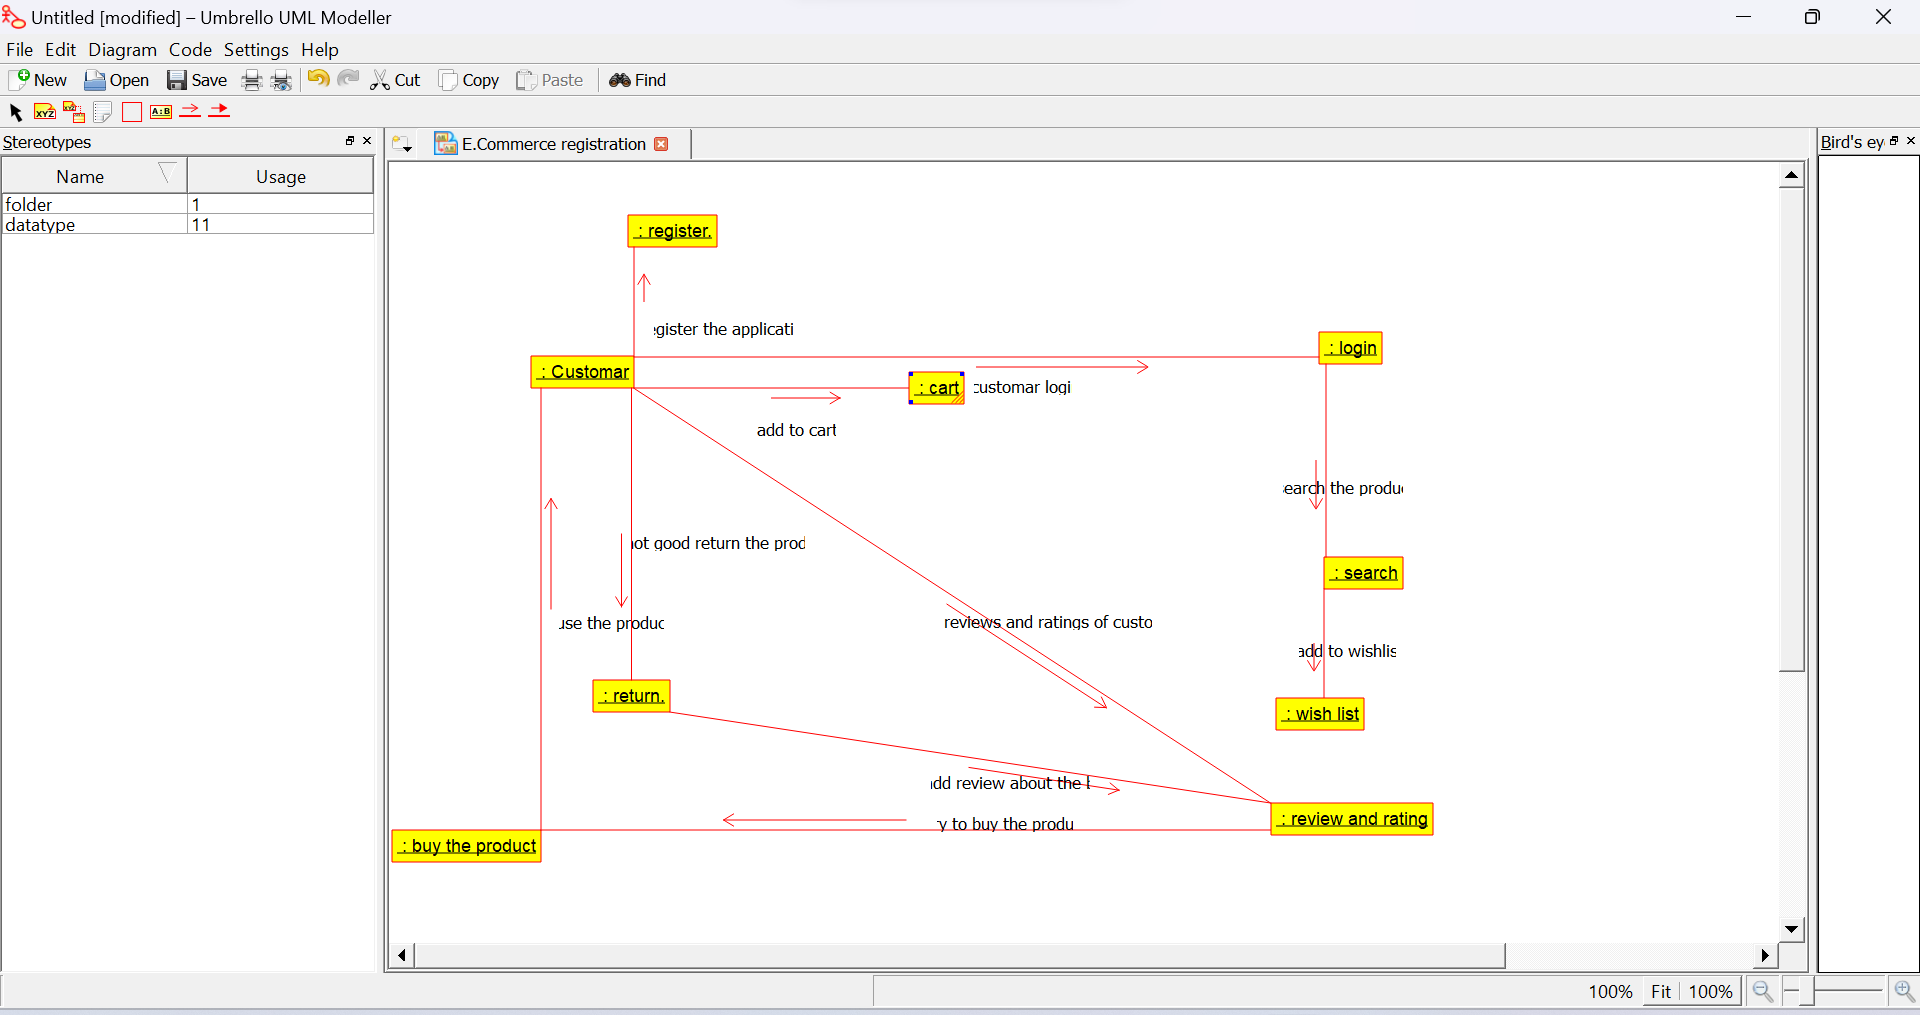 Untitled [modified] – Umbrello UML Modeller
File Edit Diagram Code Settings Help
New Open Save Cut Copy Paste Find
XYZ XYZ A:B
Stereotypes
E.Commerce registration
Bird's ey
Name Usage
folder 1
datatype 11
: register.
gister the applicati
: login
: Customar
: cart
customar logi
add to cart
earch the produ
not good return the prod
: search
use the produc
reviews and ratings of custo
add to wishlis
: return.
: wish list
dd review about the
y to buy the produ
: review and rating
: buy the product
100% Fit 100%